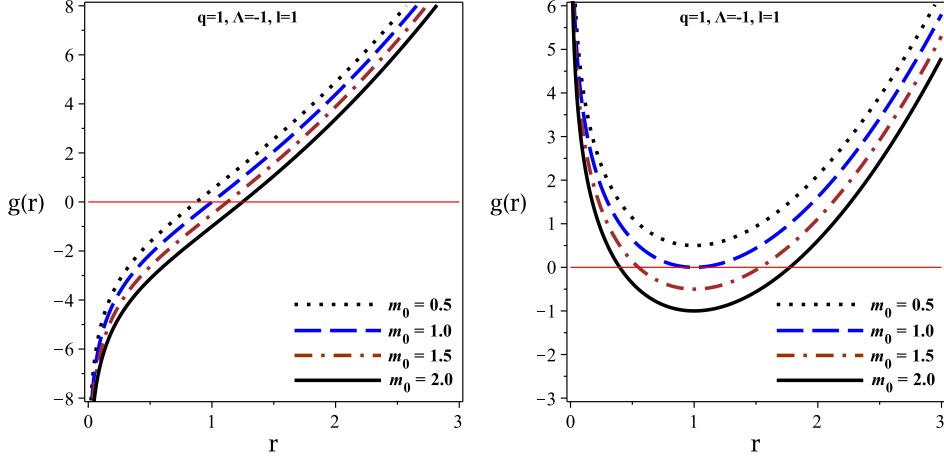 q=1, Λ=-1, l=1
8
6
4
2
0
−2
−4
−6
−8
g(r)
m0 = 0.5
m0 = 1.0
m0 = 1.5
m0 = 2.0
0
1
2
3
r
q=1, Λ=-1, l=1
6
5
4
3
2
1
0
−1
−2
−3
g(r)
m0 = 0.5
m0 = 1.0
m0 = 1.5
m0 = 2.0
0
1
2
3
r